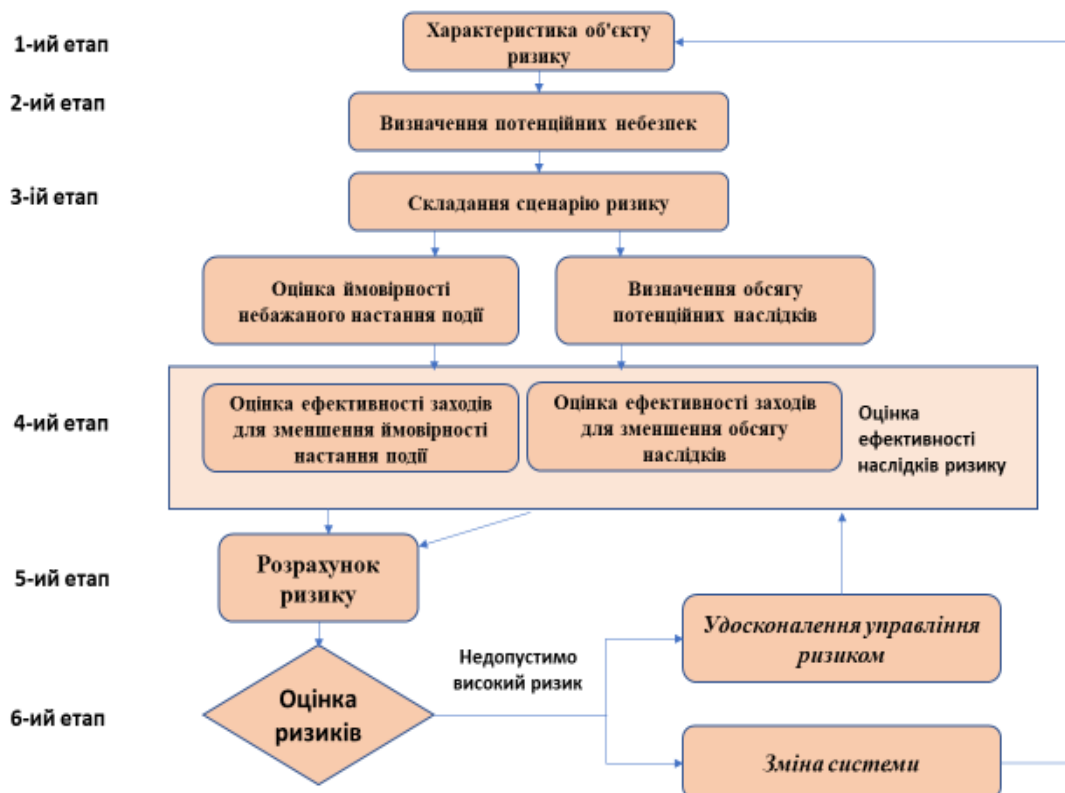 1-ий етап
Характеристика об'єкту
ризику
2-ий етап
Визначення потенційних небезпек
3-ій етап
Складання сценарію ризику
Оцінка ймовірності
небажаного настання події
Визначення обсягу
потенційних наслідків
4-ий етап
Оцінка ефективності заходів
для зменшення ймовірності
настання події
Оцінка ефективності заходів
для зменшення обсягу
наслідків
Оцінка
ефективності
наслідків ризику
5-ий етап
Розрахунок
ризику
Удосконалення управління
ризиком
Недопустимо
високий ризик
6-ий етап
Оцінка
ризиків
Зміна системи